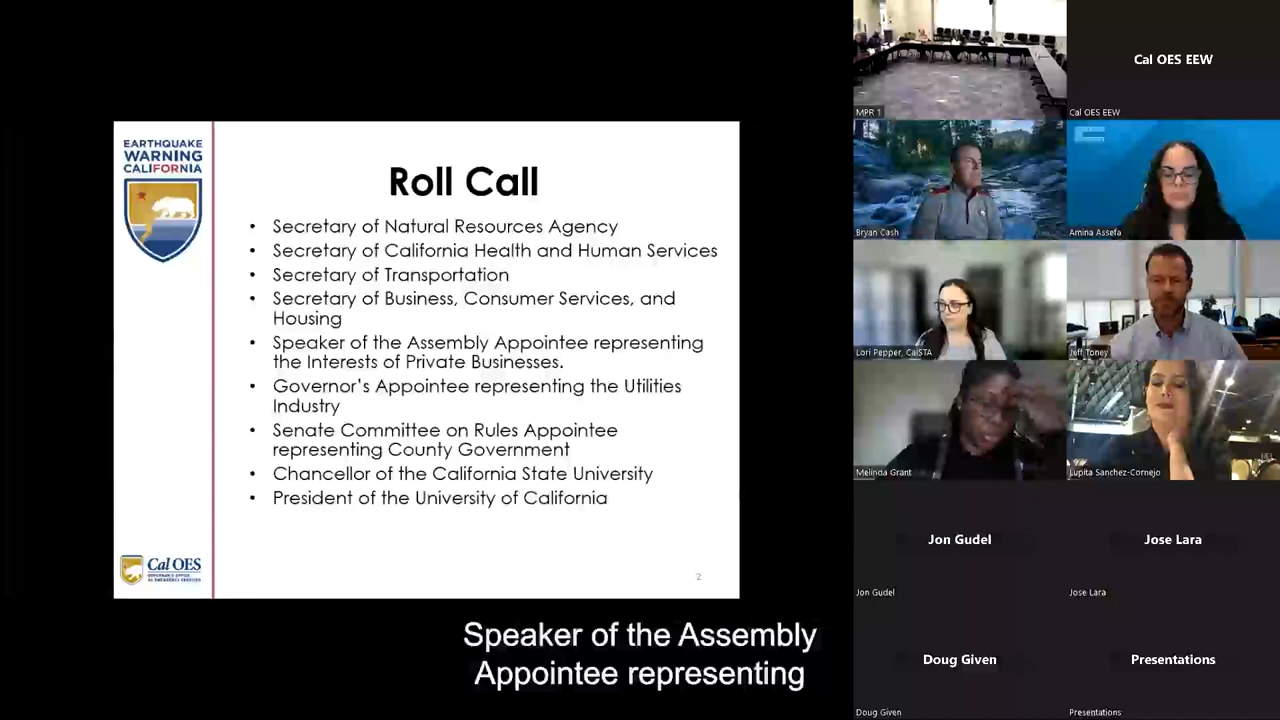 EARTHQUAKE
WARNING
CALIFORNIA
Roll Call
• Secretary of Natural Resources Agency
• Secretary of California Health and Human Services
• Secretary of Transportation
• Secretary of Business, Consumer Services, and
Housing
• Speaker of the Assembly Appointee representing
the Interests of Private Businesses.
• Governor's Appointee representing the Utilities
Industry
• Senate Committee on Rules Appointee
representing County Government
• Chancellor of the California State University
• President of the University of California
Cal OES
GOVERNOR'S OFFICE
OF EMERGENCY SERVICES
2
Speaker of the Assembly
Appointee representing
MPR 1
Cal OES EEW
Cal OES EEW
Bryan Cash
Amina Assefa
Lori Pepper, CalSTA
Jeff Toney
Melinda Grant
Lupita Sanchez-Cornejo
Jon Gudel
Jon Gudel
Jose Lara
Jose Lara
Doug Given
Doug Given
Presentations
Presentations